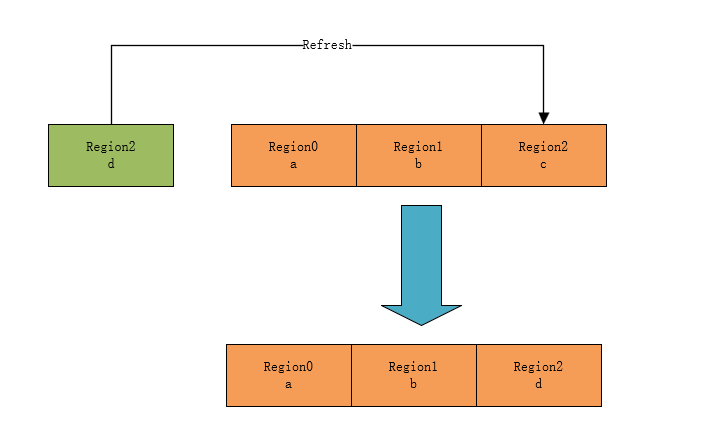 Refresh
Region2
d
Region0
a
Region1
b
Region2
c
Region0
a
Region1
b
Region2
d